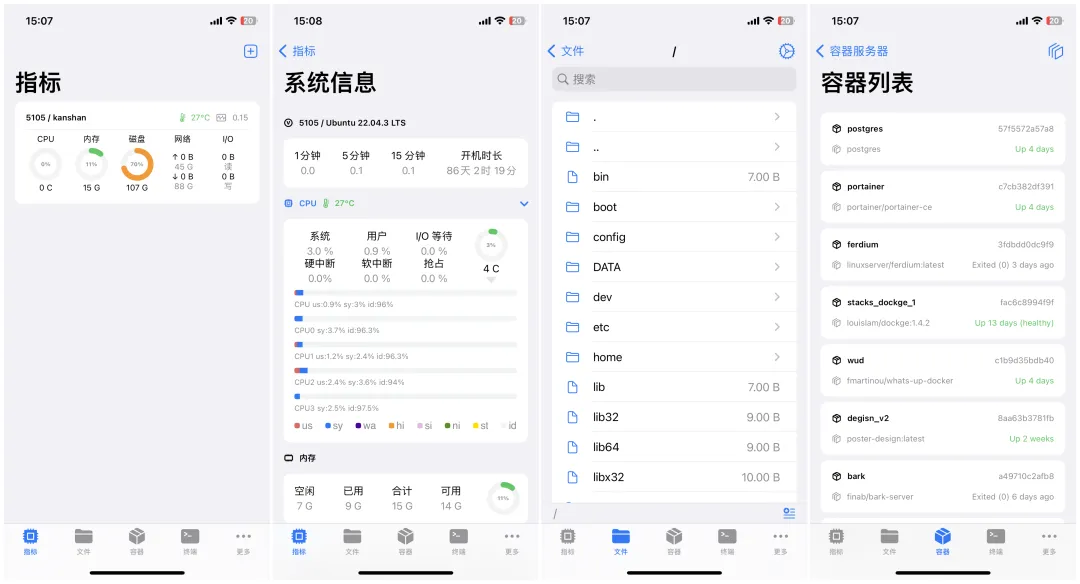 15:07
20
指标
5105 / kanshan
27°C
0.15
CPU
内存
磁盘
网络
I/O
0%
11%
70%
↑ 0 B
45 G
↓ 0 B
88 G
0 B
读
0 B
写
0 C
15 G
107 G
指标
文件
容器
终端
更多
15:08
20
指标
系统信息
5105 / Ubuntu 22.04.3 LTS
1分钟
5分钟
15 分钟
开机时长
0.0
0.1
0.1
86天 2时 19分
CPU
27°C
系统
用户
I/O 等待
3.0 %
0.9 %
0.0 %
硬中断
软中断
抢占
0.0%
0.0 %
0.0 %
3%
4 C
CPU us:0.9% sy:3% id:96%
CPU0 sy:3.7% id:96.3%
CPU1 us:1.2% sy:2.4% id:96.3%
CPU2 us:2.4% sy:3.6% id:94%
CPU3 sy:2.5% id:97.5%
us
sy
wa
hi
si
ni
st
id
内存
空闲
已用
合计
可用
7 G
9 G
15 G
14 G
11%
指标
文件
容器
终端
更多
15:07
20
文件
/
搜索
.
..
bin
7.00 B
boot
config
DATA
dev
etc
home
lib
7.00 B
lib32
9.00 B
lib64
9.00 B
libx32
10.00 B
/
指标
文件
容器
终端
更多
15:07
20
容器服务器
容器列表
postgres
57f5572a57a8
postgres
Up 4 days
portainer
c7cb382df391
portainer/portainer-ce
Up 4 days
ferdium
3fdbdd0dc9f9
linuxserver/ferdium:latest
Exited (0) 3 days ago
stacks_dockge_1
fac6c8994f9f
louislam/dockge:1.4.2
Up 13 days (healthy)
wud
c1b9d35bdb40
fmartinou/whats-up-docker
Up 4 days
degisn_v2
8aa63b3781fb
poster-design:latest
Up 2 weeks
bark
a49710c2afb8
finab/bark-server
Exited (0) 6 days ago
指标
文件
容器
终端
更多